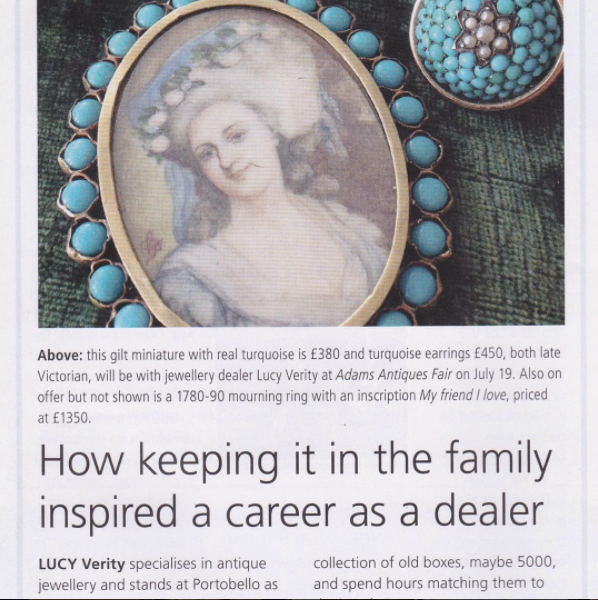 Above: this gilt miniature with real turquoise is £380 and turquoise earrings £450, both late
Victorian, will be with jewellery dealer Lucy Verity at Adams Antiques Fair on July 19. Also on
offer but not shown is a 1780-90 mourning ring with an inscription My friend I love, priced
at £1350.
How keeping it in the family
inspired a career as a dealer
LUCY Verity specialises in antique
jewellery and stands at Portobello as
collection of old boxes, maybe 5000,
and spend hours matching them to